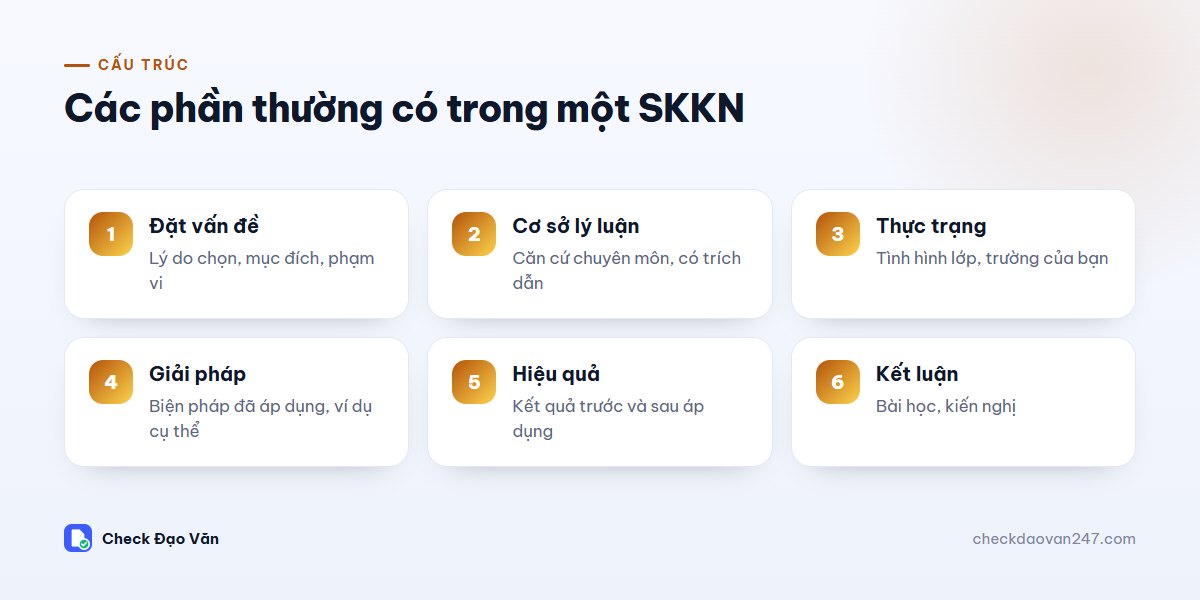 CẤU TRÚC
Các phần thường có trong một SKKN
1
Đặt vấn đề
Lý do chọn, mục đích, phạm
vi
2
Cơ sở lý luận
Căn cứ chuyên môn, có trích
dẫn
3
Thực trạng
Tình hình lớp, trường của bạn
4
Giải pháp
Biện pháp đã áp dụng, ví dụ
cụ thể
5
Hiệu quả
Kết quả trước và sau áp
dụng
6
Kết luận
Bài học, kiến nghị
Check Đạo Văn
checkdaovan247.com